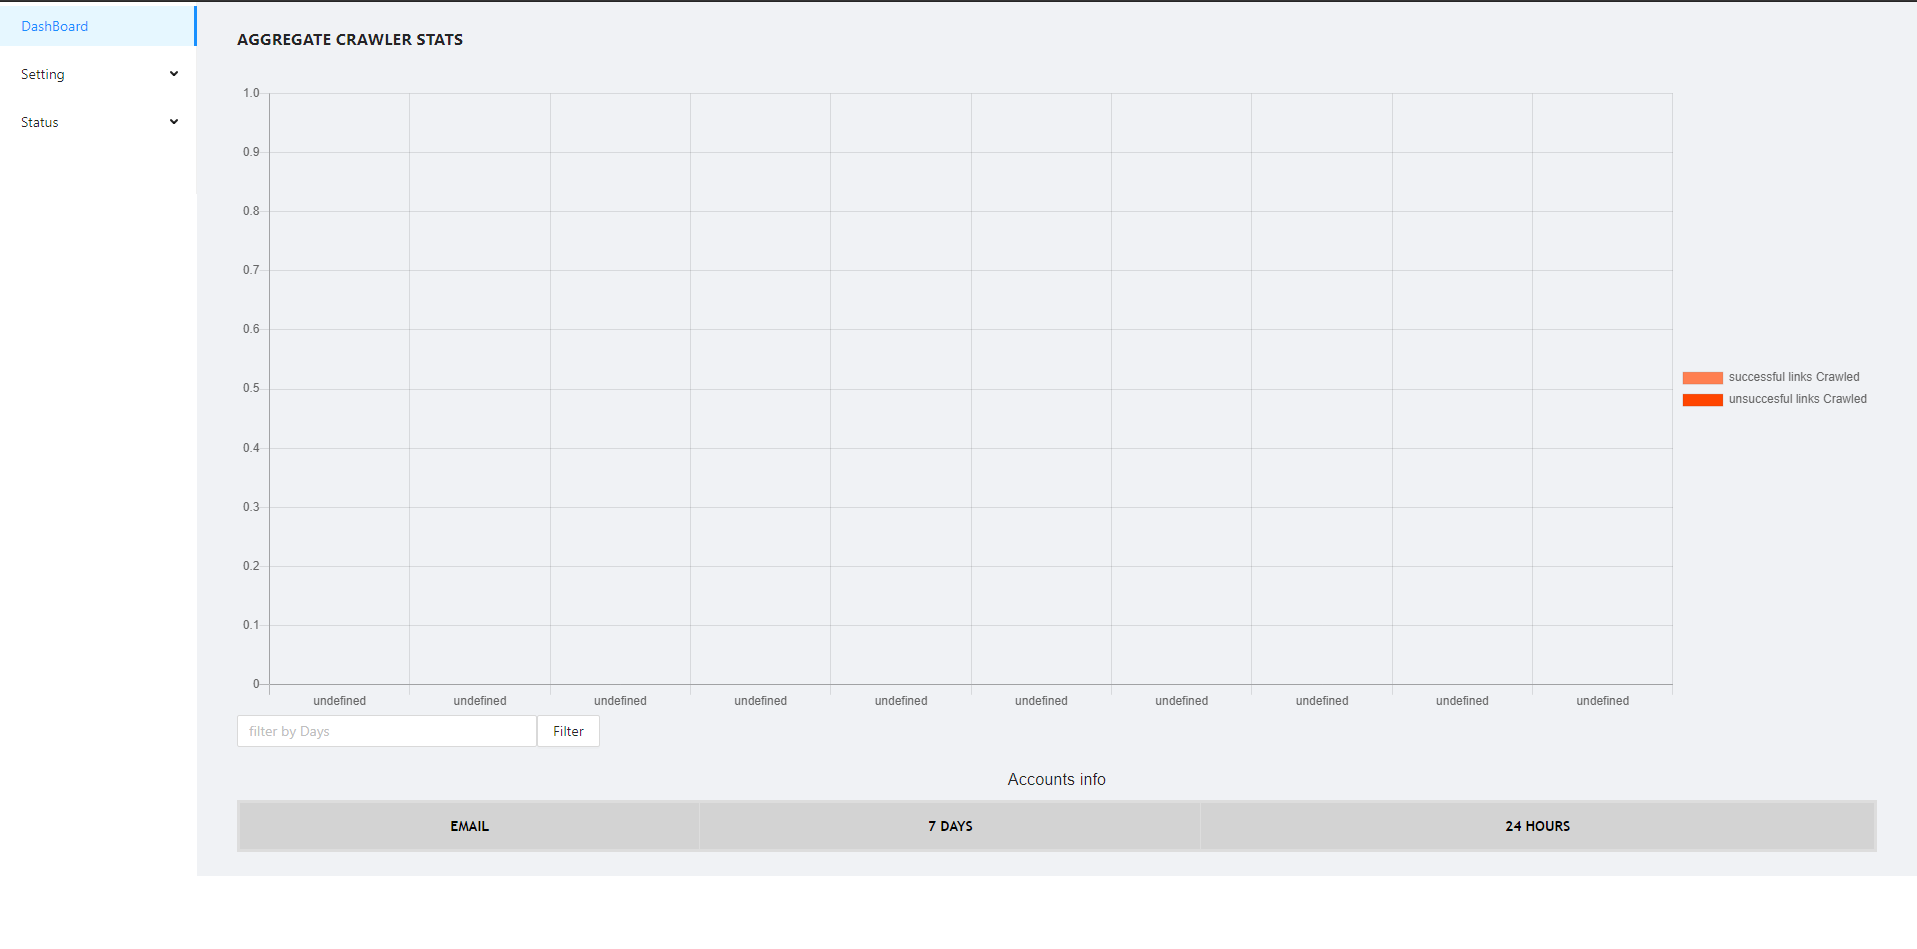 DashBoard
Setting
Status
AGGREGATE CRAWLER STATS
1.0
0.9
0.8
0.7
0.6
0.5
0.4
0.3
0.2
0.1
0
undefined undefined undefined undefined undefined undefined undefined undefined undefined undefined
successful links Crawled
unsuccesful links Crawled
filter by Days Filter
Accounts info
EMAIL 7 DAYS 24 HOURS